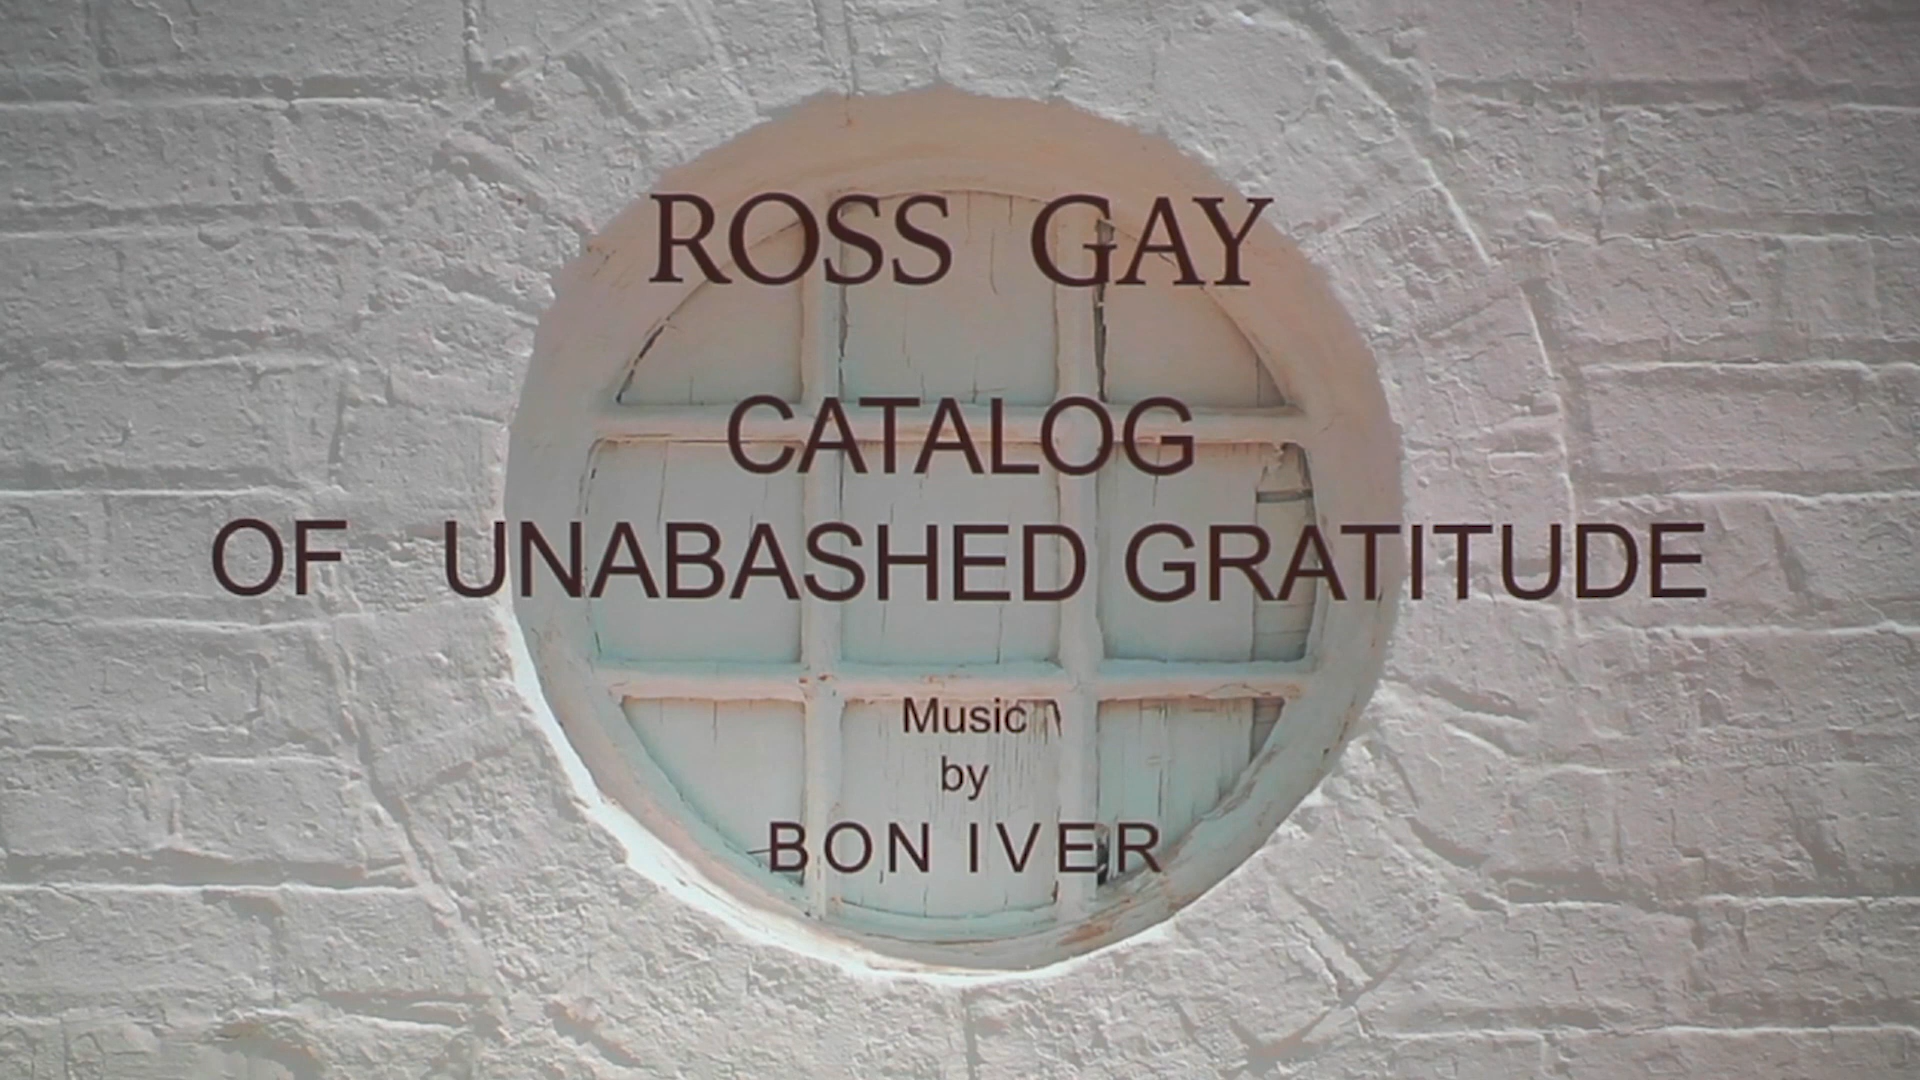 ROSS GAY
CATALOG
OF UNABASHED GRATITUDE
Music
by
BON IVER